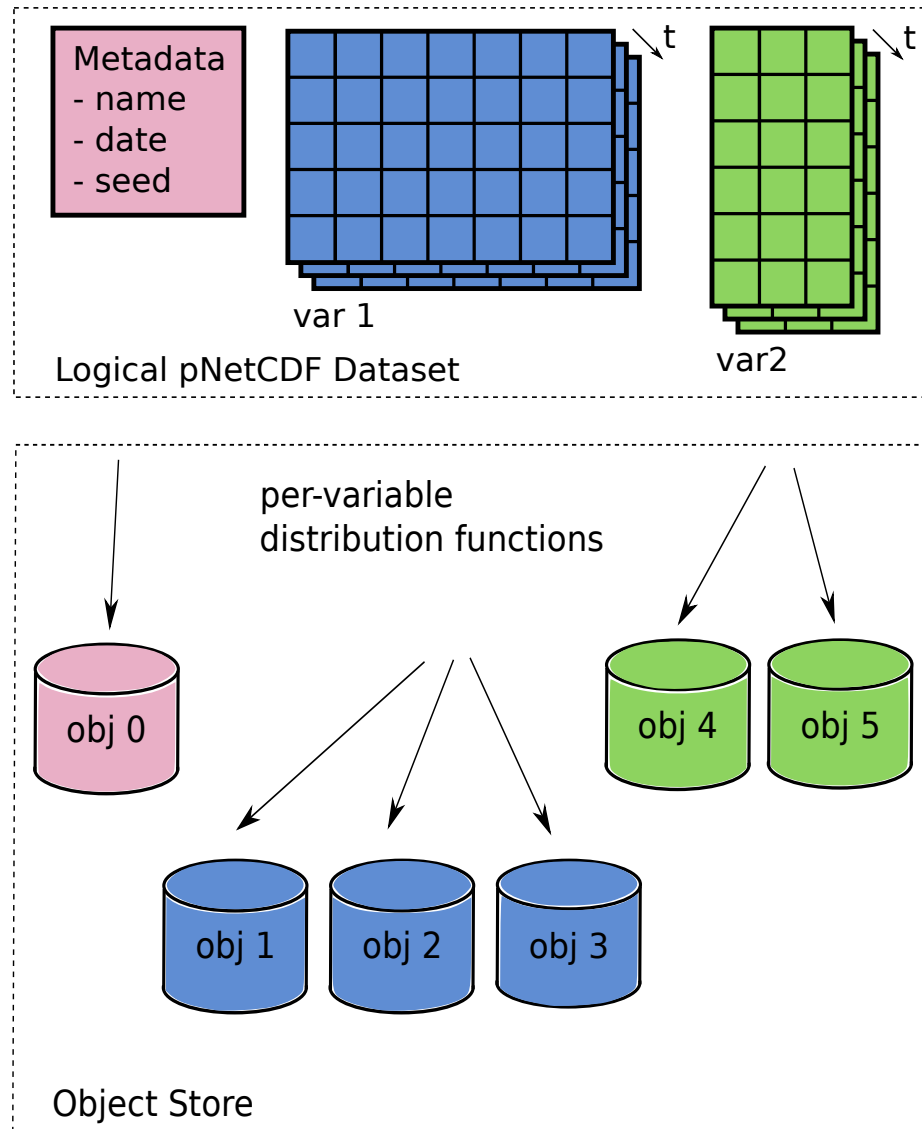 Metadata
- name
- date
- seed
t
t
var 1
var2
Logical pNetCDF Dataset
per-variable
distribution functions
obj 0
obj 4
obj 5
obj 1
obj 2
obj 3
Object Store